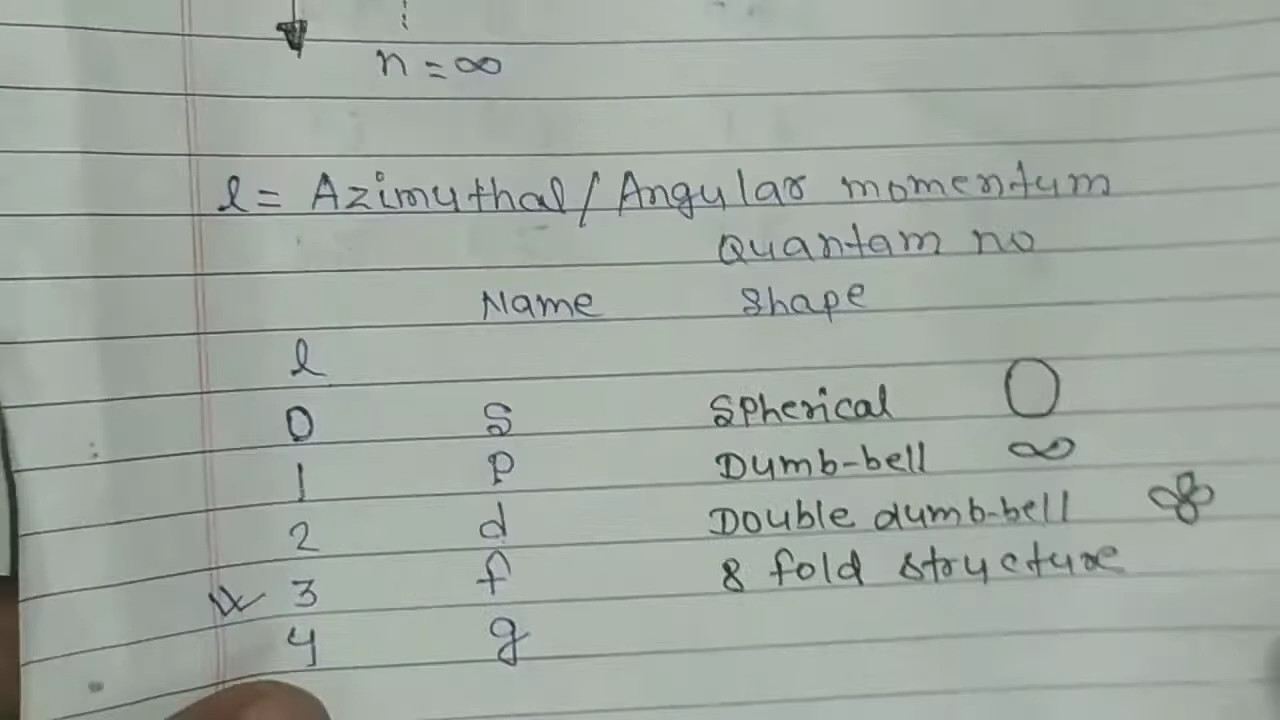 n = ∞
l = Azimuthal/Angular momentum
Quantam no
Name Shape
l
0 S Spherical
1 P Dumb-bell
2 d Double dumb-bell
3 f 8 fold structure
4 g